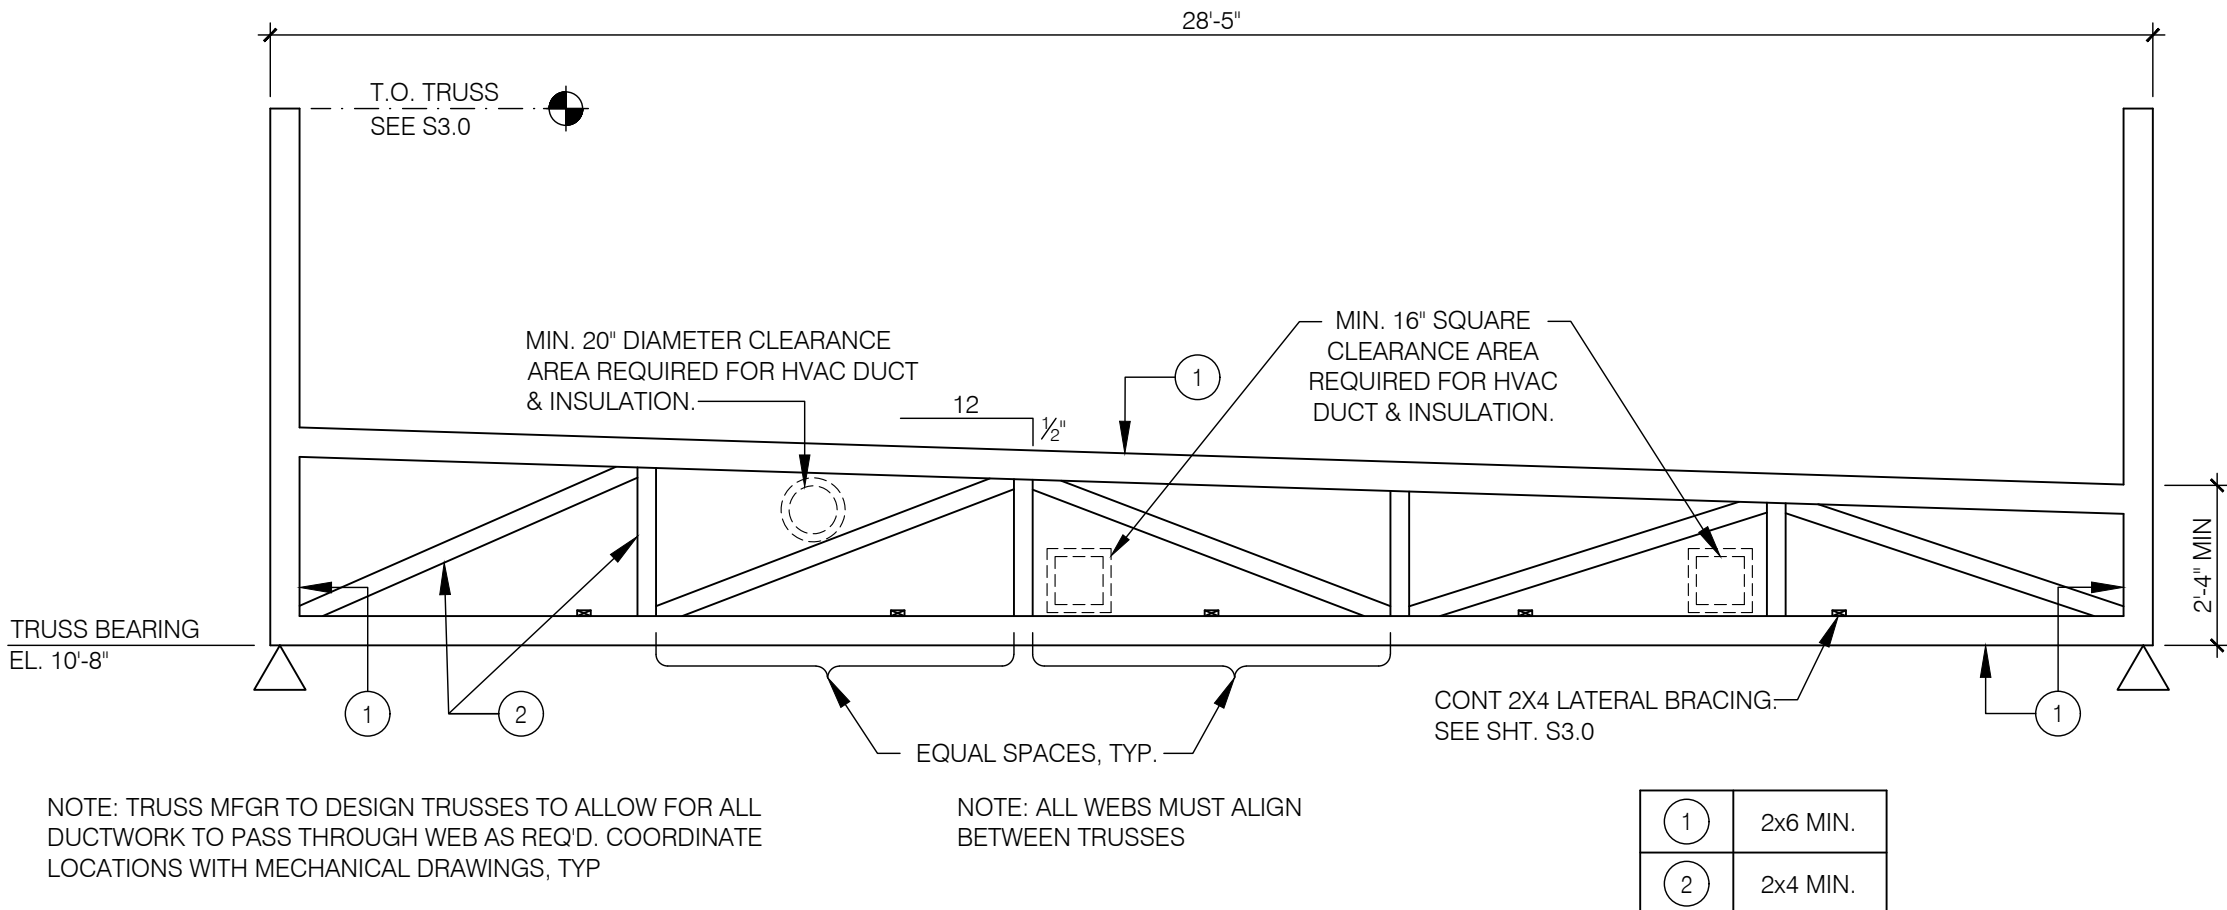 28'-5"
T.O. TRUSS
SEE S3.0
MIN. 20" DIAMETER CLEARANCE
AREA REQUIRED FOR HVAC DUCT
& INSULATION.
12
½"
1
MIN. 16" SQUARE
CLEARANCE AREA
REQUIRED FOR HVAC
DUCT & INSULATION.
2'-4" MIN
TRUSS BEARING
EL. 10'-8"
1
2
EQUAL SPACES, TYP.
CONT 2X4 LATERAL BRACING.
SEE SHT. S3.0
1
NOTE: TRUSS MFGR TO DESIGN TRUSSES TO ALLOW FOR ALL
DUCTWORK TO PASS THROUGH WEB AS REQ'D. COORDINATE
LOCATIONS WITH MECHANICAL DRAWINGS, TYP
NOTE: ALL WEBS MUST ALIGN
BETWEEN TRUSSES
1 2x6 MIN.
2 2x4 MIN.